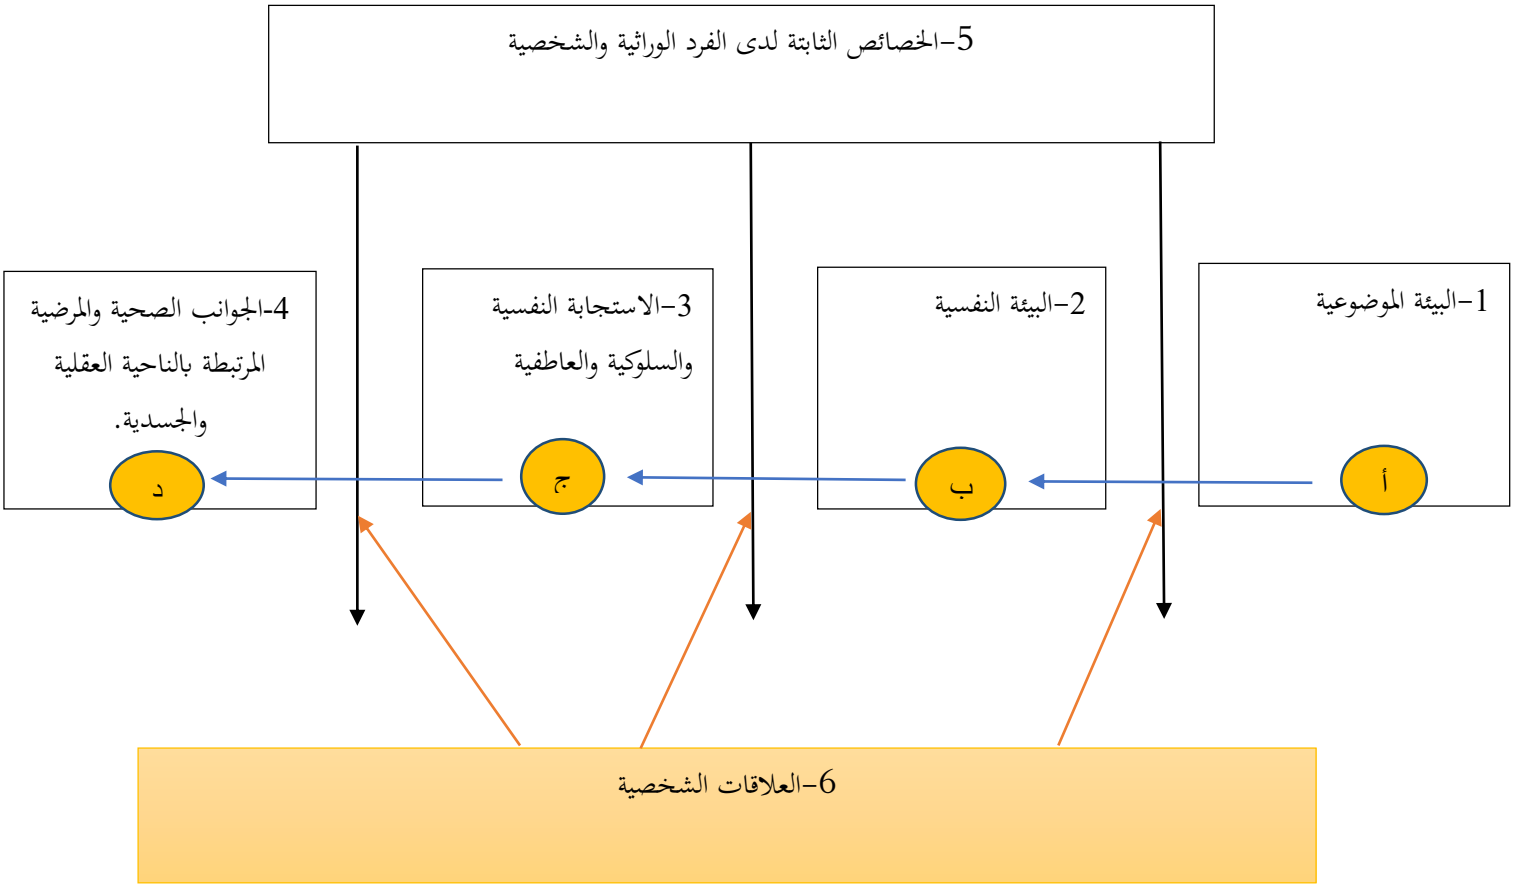 5-الخصائص الثابتة لدى الفرد الوراثية والشخصية
1-البيئة الموضوعية
2-البيئة النفسية
3-الاستجابة النفسية
والسلوكية والعاطفية
4-الجوانب الصحية والمرضية
المرتبطة بالناحية العقلية
والجسدية.
أ
ب
ج
د
6-العلاقات الشخصية